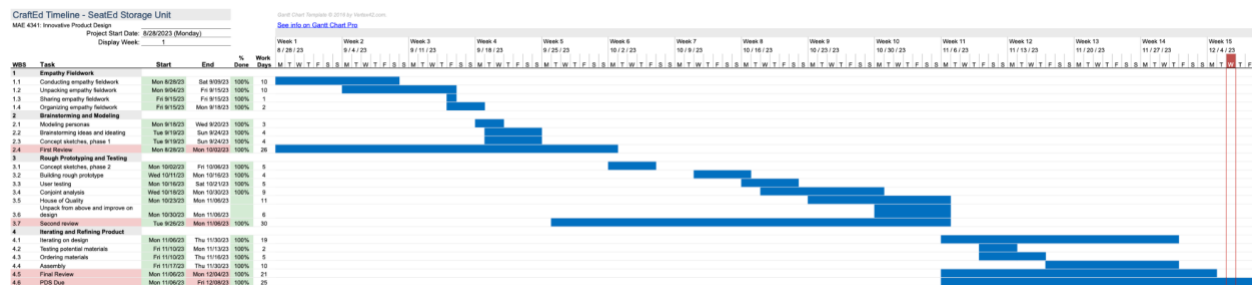 CraftEd Timeline - SeatEd Storage Unit
Gantt Chart Template © 2019 by Vertex42.com.
MAE 4341: Innovative Product Design
See info on Gantt Chart Pro
Project Start Date: 8/28/2023 (Monday)
Display Week: 1
Week 1 Week 2 Week 3 Week 4 Week 5 Week 6 Week 7 Week 8 Week 9 Week 10 Week 11 Week 12 Week 13 Week 14 Week 15
8 / 28 / 23 9 / 4 / 23 9 / 11 / 23 9 / 18 / 23 9 / 25 / 23 10 / 2 / 23 10 / 9 / 23 10 / 16 / 23 10 / 23 / 23 10 / 30 / 23 11 / 6 / 23 11 / 13 / 23 11 / 20 / 23 11 / 27 / 23 12 / 4 / 23
WBS Task Start End % Done Work Days M T W T F S S M T W T F S S M T W T F S S M T W T F S S M T W T F S S M T W T F S S M T W T F S S M T W T F S S M T W T F S S M T W T F S S M T W T F S S M T W T F S S M T W T F S S M T W T F S S M T W T F
1 Empathy Fieldwork
1.1 Conducting empathy fieldwork Mon 8/28/23 Sat 9/09/23 100% 10
1.2 Unpacking empathy fieldwork Mon 9/04/23 Fri 9/15/23 100% 10
1.3 Sharing empathy fieldwork Fri 9/15/23 Fri 9/15/23 100% 1
1.4 Organizing empathy fieldwork Fri 9/15/23 Mon 9/18/23 100% 2
2 Brainstorming and Modeling
2.1 Modeling personas Mon 9/18/23 Wed 9/20/23 100% 3
2.2 Brainstorming ideas and ideating Tue 9/19/23 Sun 9/24/23 100% 4
2.3 Concept sketches, phase 1 Tue 9/19/23 Sun 9/24/23 100% 4
2.4 First Review Mon 8/28/23 Mon 10/02/23 100% 26
3 Rough Prototyping and Testing
3.1 Concept sketches, phase 2 Mon 10/02/23 Fri 10/06/23 100% 5
3.2 Building rough prototype Wed 10/11/23 Mon 10/16/23 100% 4
3.3 User testing Mon 10/16/23 Sat 10/21/23 100% 5
3.4 Conjoint analysis Wed 10/18/23 Mon 10/30/23 100% 9
3.5 House of Quality Mon 10/23/23 Mon 11/06/23 11
Unpack from above and improve on
3.6 design Mon 10/30/23 Mon 11/06/23 6
3.7 Second review Tue 9/26/23 Mon 11/06/23 100% 30
4 Iterating and Refining Product
4.1 Iterating on design Mon 11/06/23 Thu 11/30/23 100% 19
4.2 Testing potential materials Fri 11/10/23 Mon 11/13/23 100% 2
4.3 Ordering materials Fri 11/10/23 Thu 11/16/23 100% 5
4.4 Assembly Fri 11/17/23 Thu 11/30/23 100% 10
4.5 Final Review Mon 11/06/23 Mon 12/04/23 100% 21
4.6 PDS Due Mon 11/06/23 Fri 12/08/23 100% 25